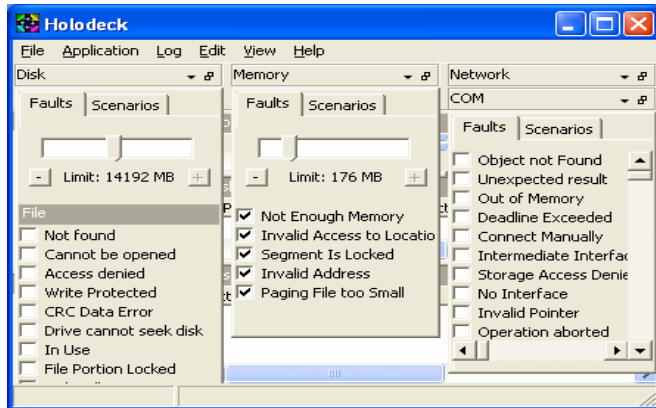 Holodeck
File Application Log Edit View Help
Disk
Faults Scenarios
- Limit: 14192 MB +
File
Not found
Cannot be opened
Access denied
Write Protected
CRC Data Error
Drive cannot seek disk
In Use
File Portion Locked
Memory
Faults Scenarios
- Limit: 176 MB +
Not Enough Memory
Invalid Access to Locatio
Segment Is Locked
Invalid Address
Paging File too Small
Network
COM
Faults Scenarios
Object not Found
Unexpected result
Out of Memory
Deadline Exceeded
Connect Manually
Intermediate Interfac
Storage Access Denie
No Interface
Invalid Pointer
Operation aborted